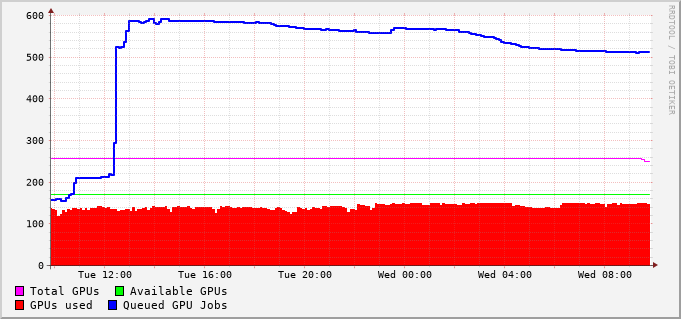 600
500
400
300
200
100
0
Tue 12:00 Tue 16:00 Tue 20:00 Wed 00:00 Wed 04:00 Wed 08:00
Total GPUs Available GPUs
GPUs used Queued GPU Jobs
RRDTOOL / TOBI OETIKER